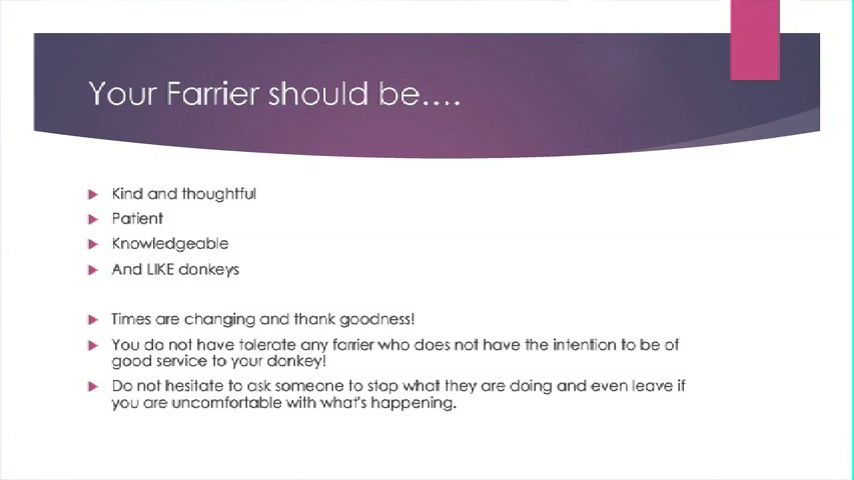 Your Farrier should be....
Kind and thoughtful
Patient
Knowledgeable
And LIKE donkeys
Times are changing and thank goodness!
You do not have tolerate any farrier who does not have the intention to be of
good service to your donkey!
Do not hesitate to ask someone to stop what they are doing and even leave if
you are uncomfortable with what's happening.